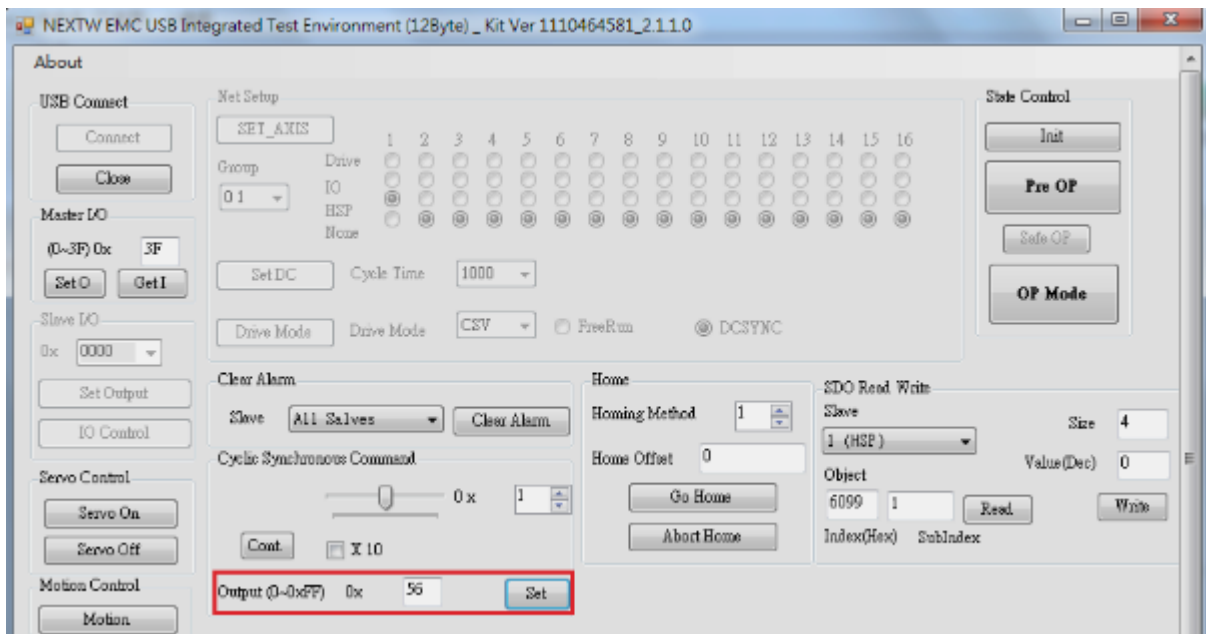 NEXTW EMC USB Integrated Test Environment (128yte) _ Kit Ver 1110464581_2.1.1.0
About
USB Connect
Connect
Close
Master I/O
(0~3F) 0x 3F
Set O Get I
Slave I/O
0x 0000
Set Output
IO Control
Servo Control
Servo On
Servo Off
Motion Control
Motion
Net Setup
SET_AXIS
1 2 3 4 5 6 7 8 9 10 11 12 13 14 15 16
Group
0 1
Drive
IO
HSP
None
Set DC Cycle Time 1000
Drive Mode Drive Mode CSV FreeRun DCSYNC
State Control
Init
Pre OP
Safe OP
OP Mode
Clear Alarm
Slave All Salves Clear Alarm
Cyclic Synchronous Command
0 x 1
Cont. X 10
Output (0~0xFF) 0x 56 Set
Home
Homing Method 1
Home Offset 0
Go Home
Abort Home
SDO Read Write
Slave
1 (HSP)
Size 4
Value(Dec) 0
Object
6099 1 Read Write
Index(Hex) SubIndex